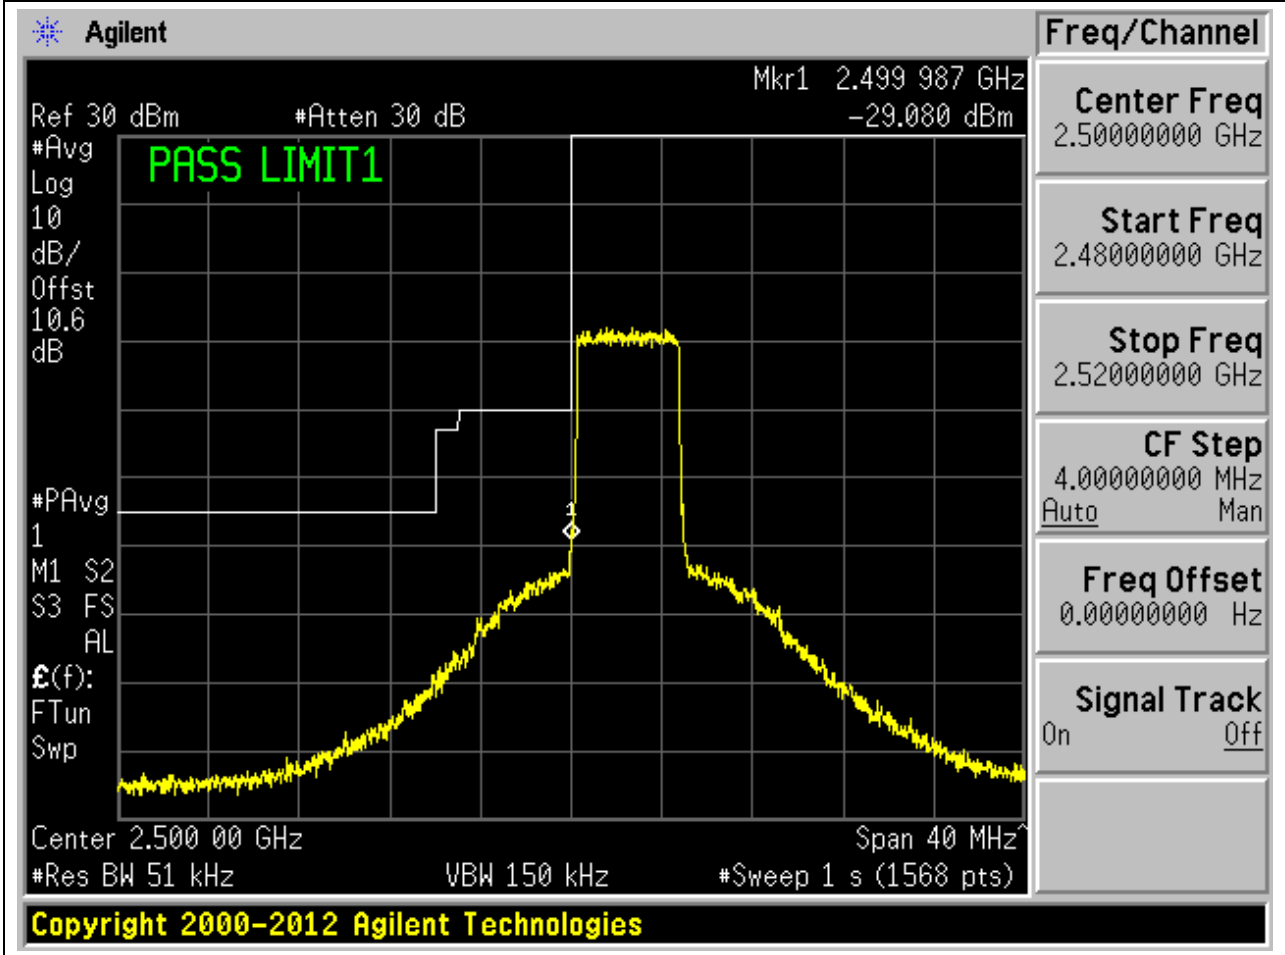 Agilent
Freq/Channel
Mkr1 2.499 987 GHz
Ref 30 dBm #Atten 30 dB -29.080 dBm
#Avg
Log
10
dB/
Offst
10.6
dB
PASS LIMIT1
#PAvg
1
M1 S2
S3 FS
AL
£(f):
FTun
Swp
1
Center 2.500 00 GHz Span 40 MHz^
#Res BW 51 kHz VBW 150 kHz #Sweep 1 s (1568 pts)
Center Freq
2.50000000 GHz
Start Freq
2.48000000 GHz
Stop Freq
2.52000000 GHz
CF Step
4.00000000 MHz
Auto Man
Freq Offset
0.00000000 Hz
Signal Track
On Off
Copyright 2000-2012 Agilent Technologies